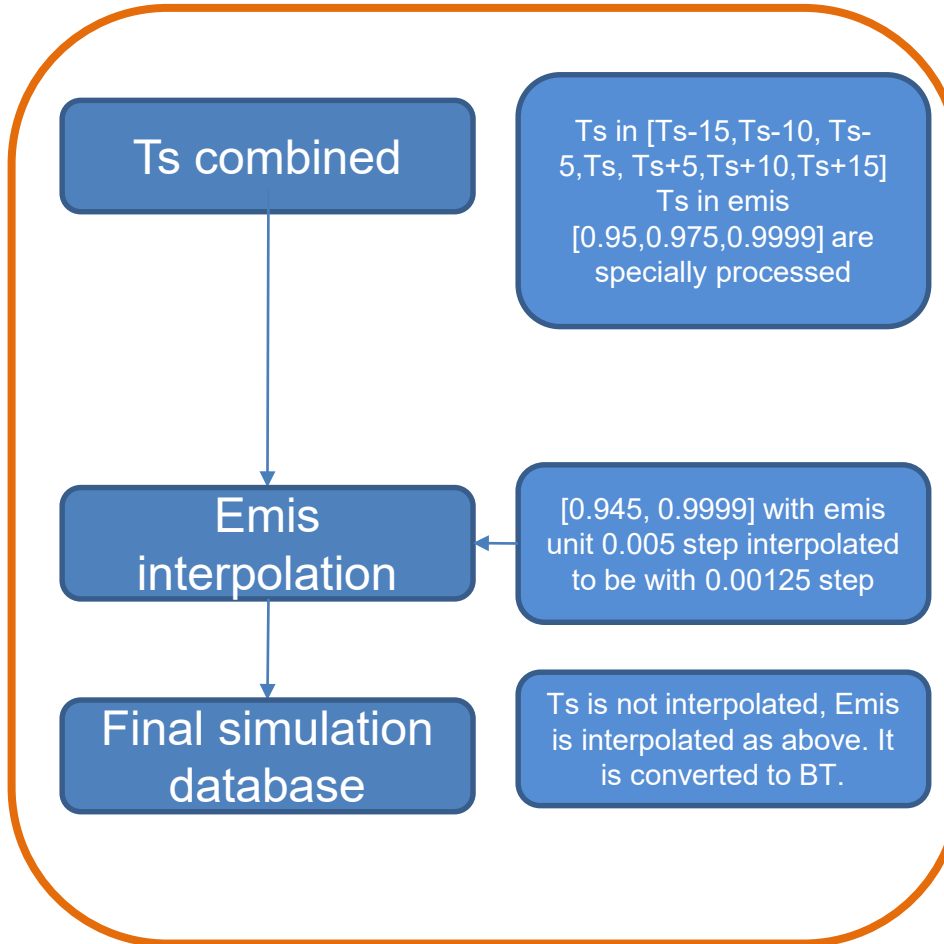 Ts combined
Ts in [Ts-15,Ts-10, Ts-
5,Ts, Ts+5,Ts+10,Ts+15]
Ts in emis
[0.95,0.975,0.9999] are
specially processed
Emis
interpolation
[0.945, 0.9999] with emis
unit 0.005 step interpolated
to be with 0.00125 step
Final simulation
database
Ts is not interpolated, Emis
is interpolated as above. It
is converted to BT.